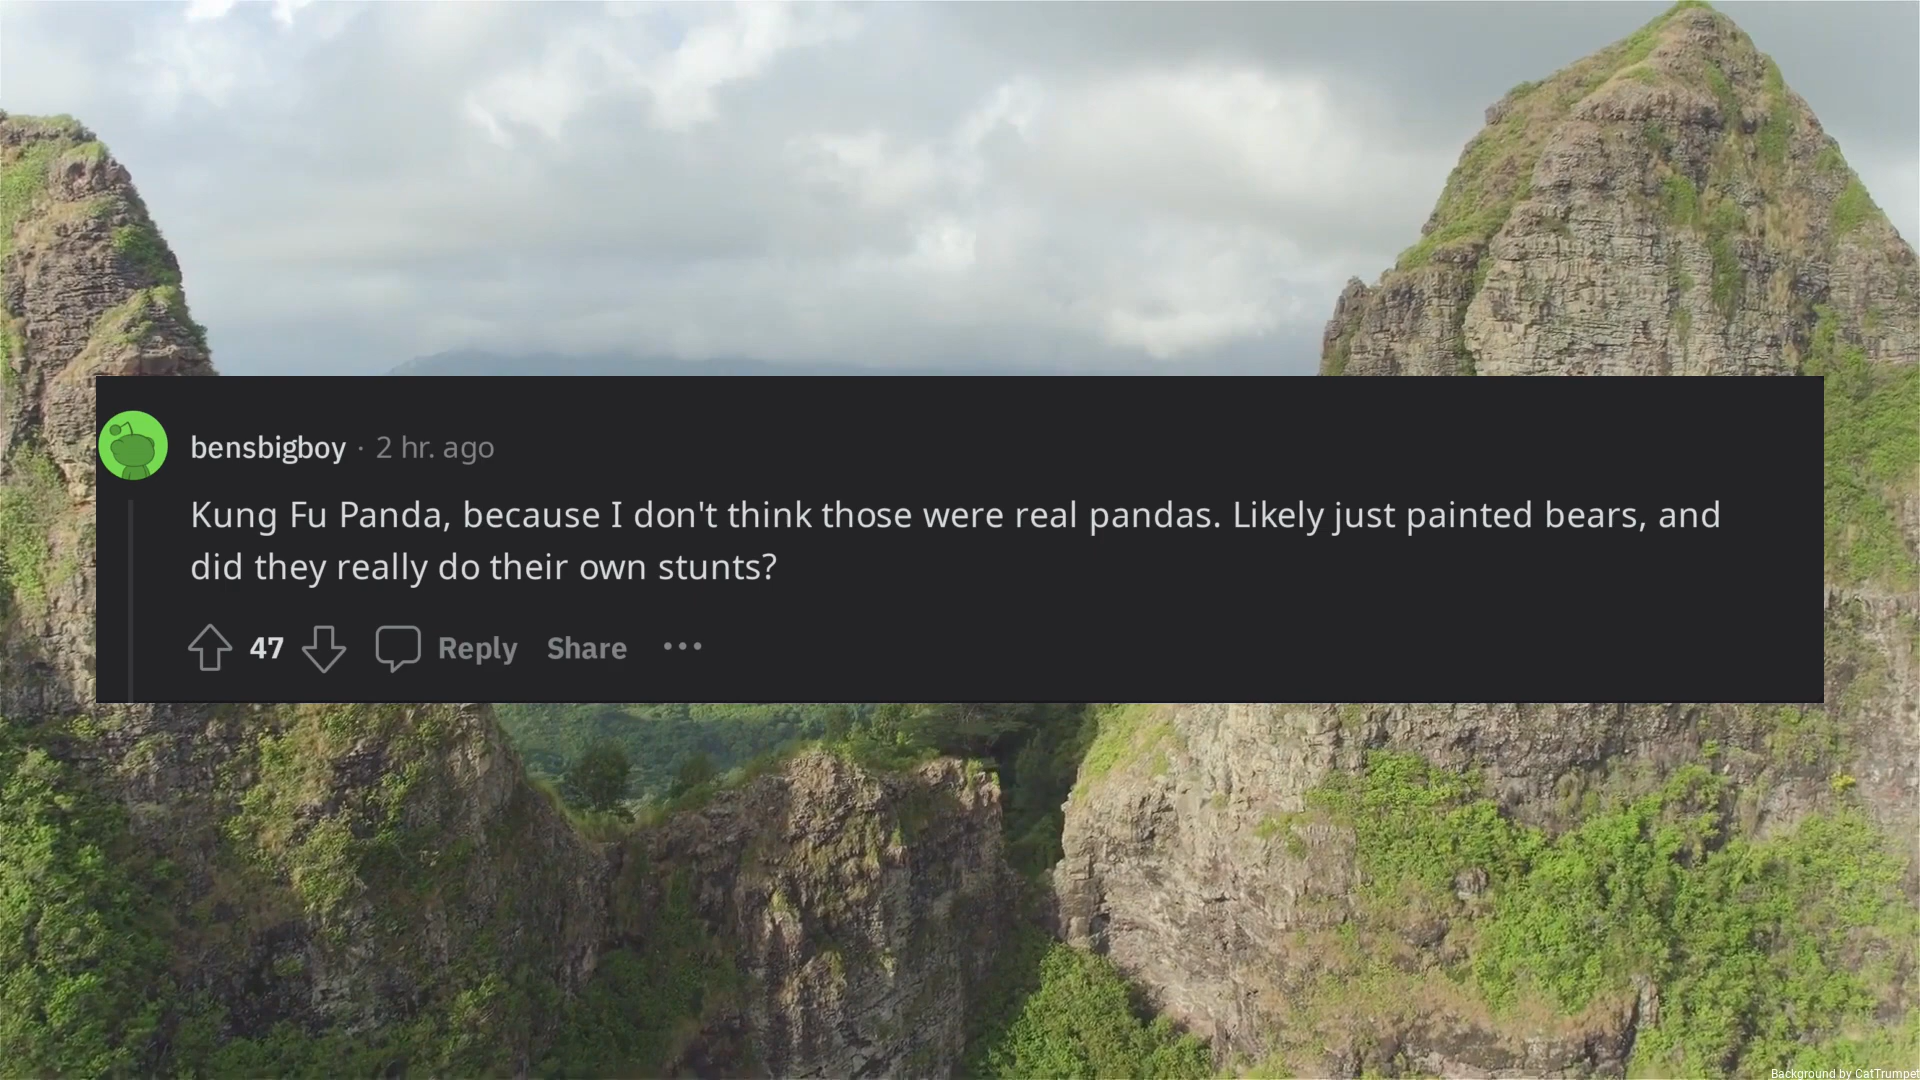 bensbigboy · 2 hr. ago
Kung Fu Panda, because I don't think those were real pandas. Likely just painted bears, and
did they really do their own stunts?
47 Reply Share ···
Background by CatTrumpet